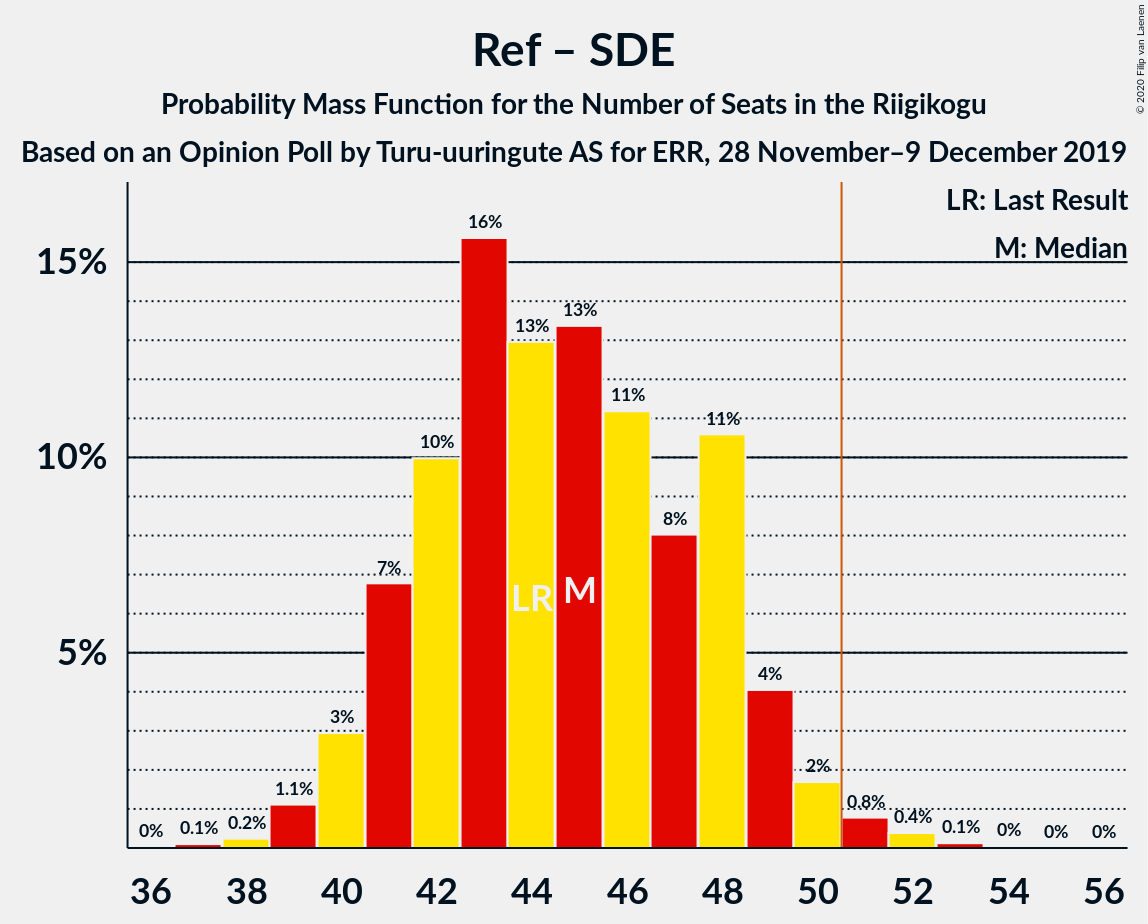 Ref – SDE
Probability Mass Function for the Number of Seats in the Riigikogu
Based on an Opinion Poll by Turu-uuringute AS for ERR, 28 November–9 December 2019
© 2020 Filip van Laenen
LR: Last Result
M: Median
15%
10%
5%
0%
0.1%
0.2%
1.1%
3%
7%
10%
16%
13%
13%
11%
8%
11%
4%
2%
0.8%
0.4%
0.1%
0%
0%
0%
LR
M
36 38 40 42 44 46 48 50 52 54 56